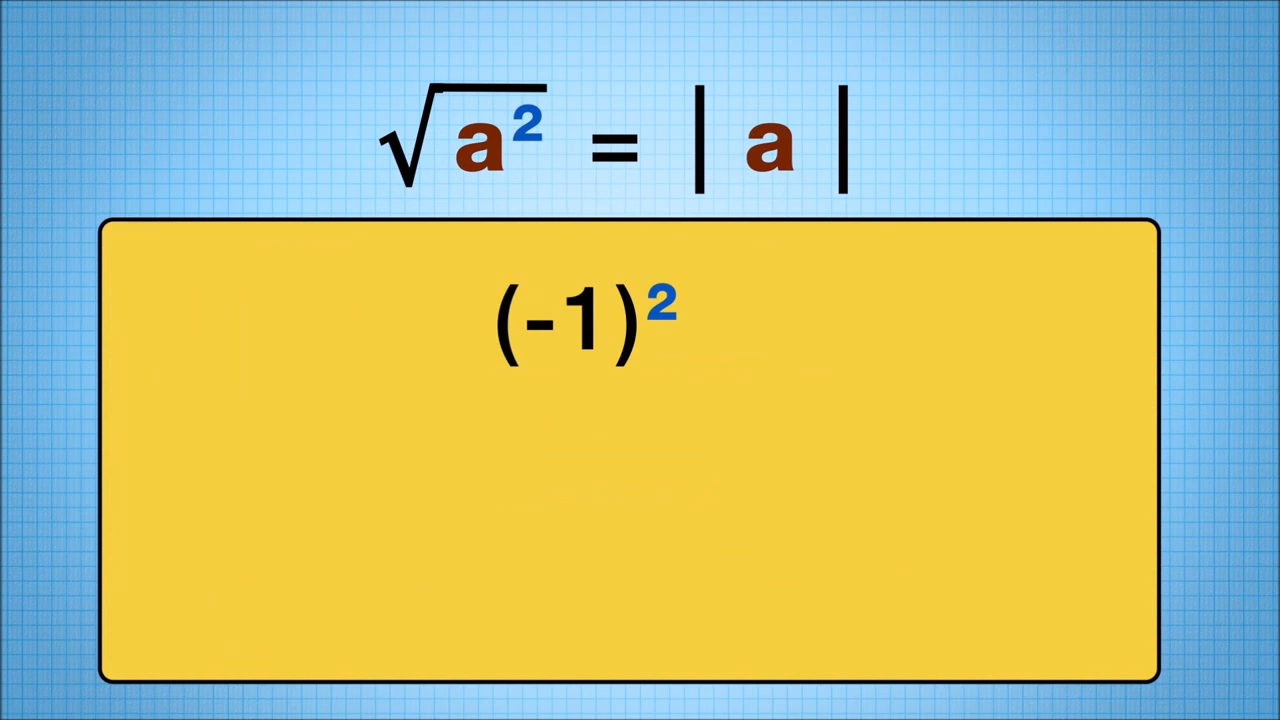 √a² = | a |
(-1)²